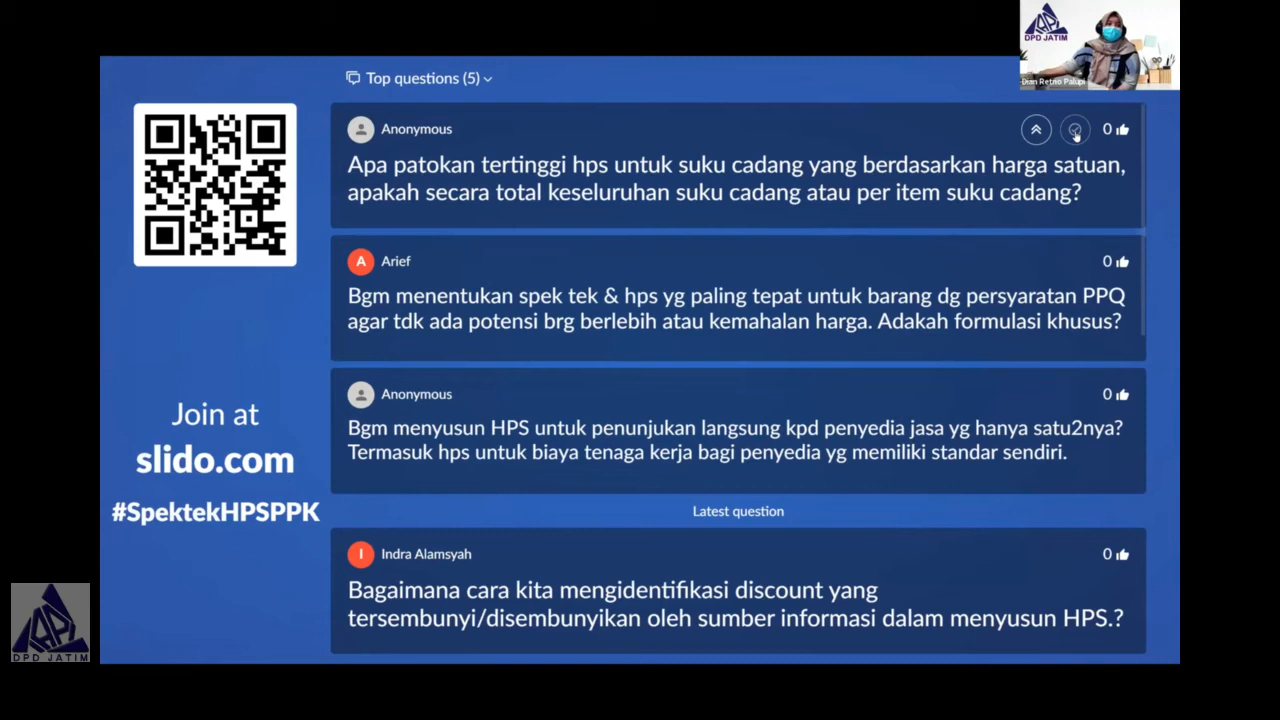 DPD JATIM
Dian Retno Palupi
Top questions (5)
Anonymous
0
Apa patokan tertinggi hps untuk suku cadang yang berdasarkan harga satuan,
apakah secara total keseluruhan suku cadang atau per item suku cadang?
A Arief
0
Bgm menentukan spek tek & hps yg paling tepat untuk barang dg persyaratan PPQ
agar tdk ada potensi brg berlebih atau kemahalan harga. Adakah formulasi khusus?
Anonymous
0
Bgm menyusun HPS untuk penunjukan langsung kpd penyedia jasa yg hanya satu2nya?
Termasuk hps untuk biaya tenaga kerja bagi penyedia yg memiliki standar sendiri.
Latest question
I Indra Alamsyah
0
Bagaimana cara kita mengidentifikasi discount yang
tersembunyi/disembunyikan oleh sumber informasi dalam menyusun HPS.?
Join at
slido.com
#SpektekHPSPPK
DPD JATIM